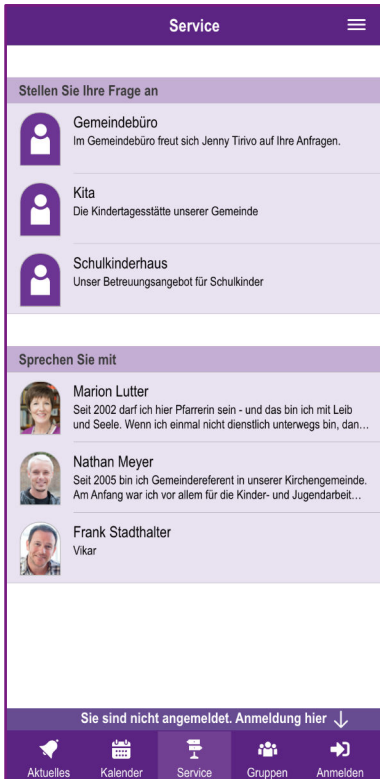 Service
Stellen Sie Ihre Frage an
Gemeindebüro
Im Gemeindebüro freut sich Jenny Tirivo auf Ihre Anfragen.
Kita
Die Kindertagesstätte unserer Gemeinde
Schulkinderhaus
Unser Betreuungsangebot für Schulkinder
Sprechen Sie mit
Marion Lutter
Seit 2002 darf ich hier Pfarrerin sein - und das bin ich mit Leib
und Seele. Wenn ich einmal nicht dienstlich unterwegs bin, dan…
Nathan Meyer
Seit 2005 bin ich Gemeindereferent in unserer Kirchengemeinde.
Am Anfang war ich vor allem für die Kinder- und Jugendarbeit…
Frank Stadthalter
Vikar
Sie sind nicht angemeldet. Anmeldung hier ↓
Aktuelles Kalender Service Gruppen Anmelden